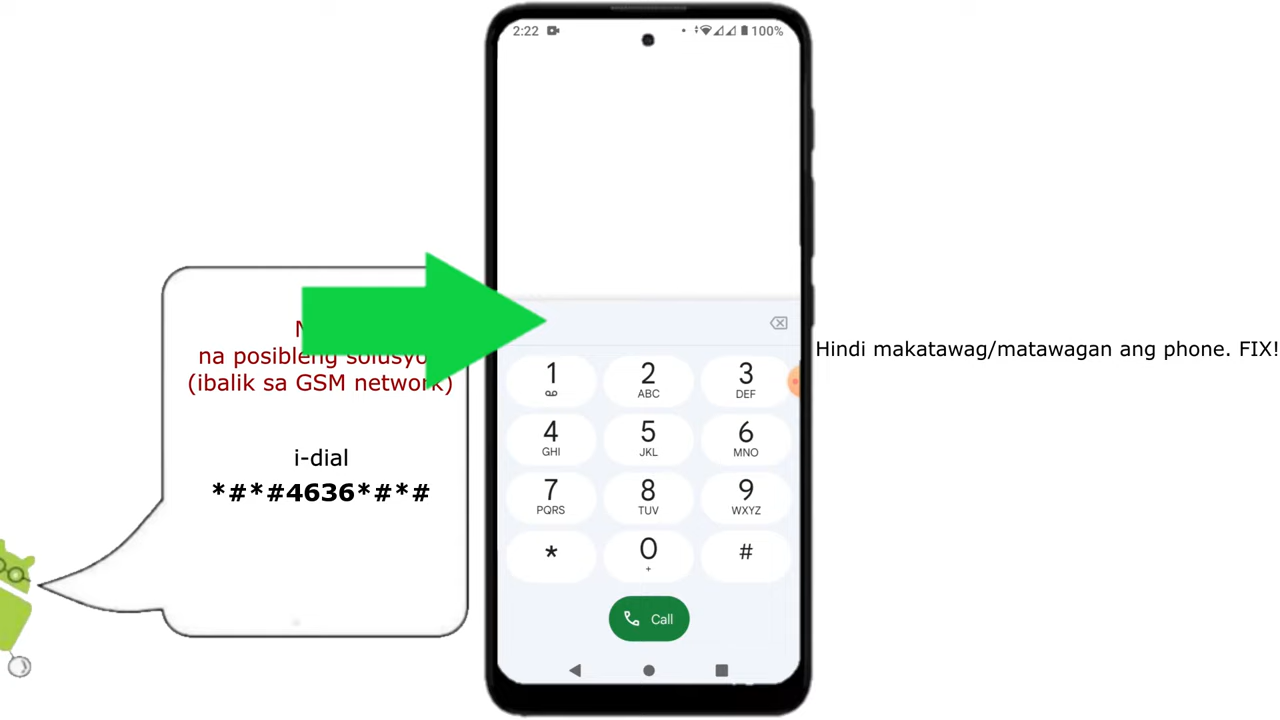 2:22
100%
na posibleng
(ibalik sa GSM network)
i-dial
*#*#4636*#*#
1
2
ABC
3
DEF
4
GHI
5
JKL
6
MNO
7
PQRS
8
TUV
9
WXYZ
*
0
+
#
Call
Hindi makatawag/matawagan ang phone. FIX!